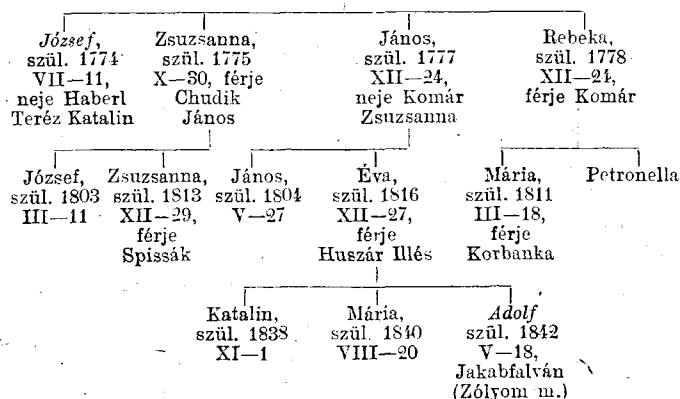 József, Zsuzsanna, János, Rebeka,
szül. 1774 szül. 1775 szül. 1777 szül. 1778
VII—11, X—30, férje XII—24, XII—24,
neje Haberl Chudik neje Komár férje Komár
Teréz Katalin János Zsuzsanna
József, Zsuzsanna, János, Éva, Mária, Petronella
szül. 1803 szül. 1813 szül. 1804 szül. 1816 szül. 1811
III—11 XII—29, V—27 XII—27, III—18,
férje férje férje
Spissák Huszár Illés Korbanka
Katalin, Mária, Adolf
szül. 1838 szül. 1840 szül. 1842
XI—1 VIII—20 V—18,
Jakabfalván
(Zólyom m.)